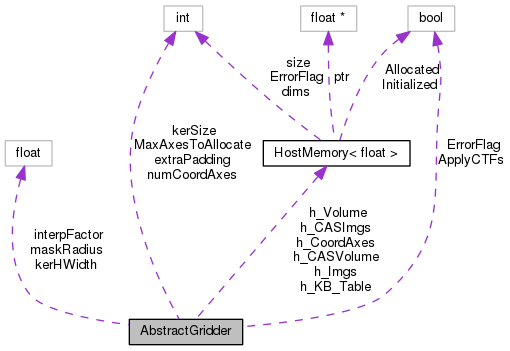 int
float *
bool
size
ErrorFlag
dims
ptr
Allocated
Initialized
kerSize
MaxAxesToAllocate
extraPadding
numCoordAxes
float
HostMemory< float >
ErrorFlag
ApplyCTFs
interpFactor
maskRadius
kerHWidth
h_Volume
h_CASImgs
h_CoordAxes
h_CASVolume
h_Imgs
h_KB_Table
AbstractGridder